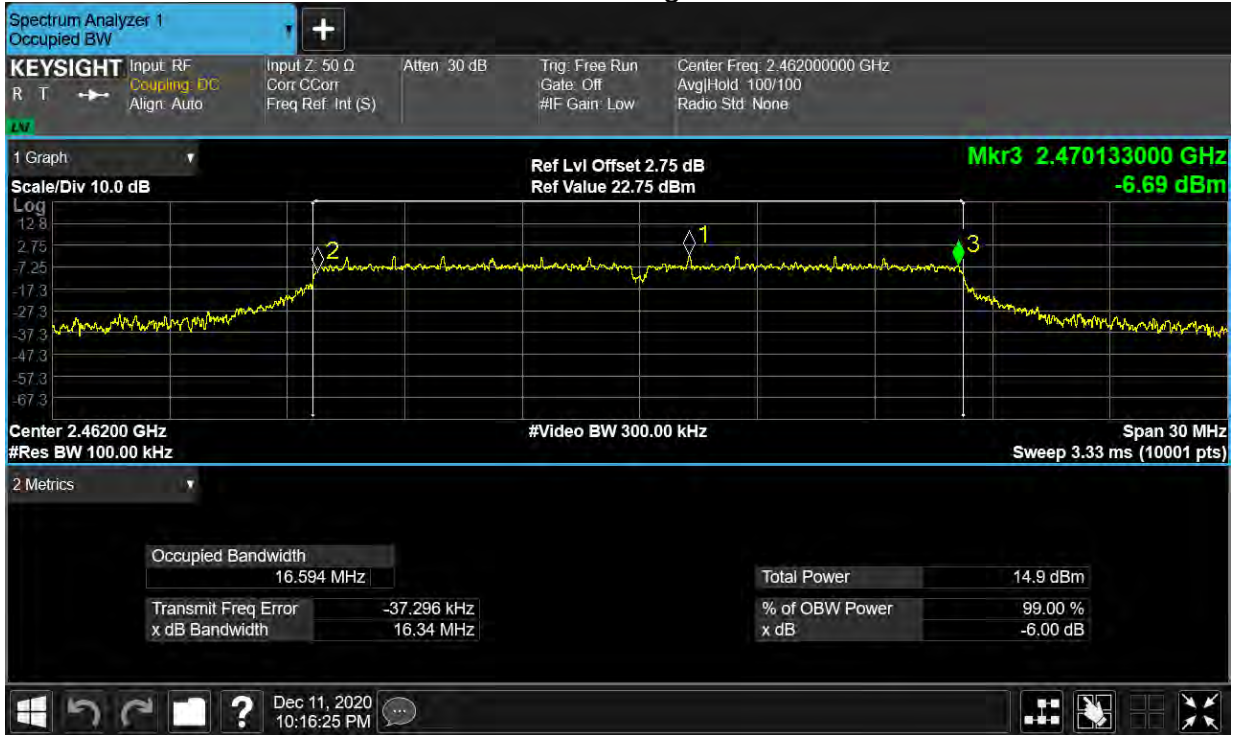 Spectrum Analyzer 1
Occupied BW
KEYSIGHT
R T
Input: RF
Coupling: DC
Align: Auto
Input Z: 50 Ω
Corr CCorr
Freq Ref: Int (S)
Atten: 30 dB
Trig: Free Run
Gate: Off
#IF Gain: Low
Center Freq: 2.462000000 GHz
Avg|Hold: 100/100
Radio Std: None
1 Graph
Scale/Div 10.0 dB
Ref Lvl Offset 2.75 dB
Ref Value 22.75 dBm
Mkr3 2.470133000 GHz
-6.69 dBm
Log
12.8
2.75
-7.25
-17.3
-27.3
-37.3
-47.3
-57.3
-67.3
2
1
3
Center 2.46200 GHz
#Res BW 100.00 kHz
#Video BW 300.00 kHz
Span 30 MHz
Sweep 3.33 ms (10001 pts)
2 Metrics
Occupied Bandwidth
16.594 MHz
Transmit Freq Error -37.296 kHz
x dB Bandwidth 16.34 MHz
Total Power 14.9 dBm
% of OBW Power 99.00 %
x dB -6.00 dB
?
Dec 11, 2020
10:16:25 PM